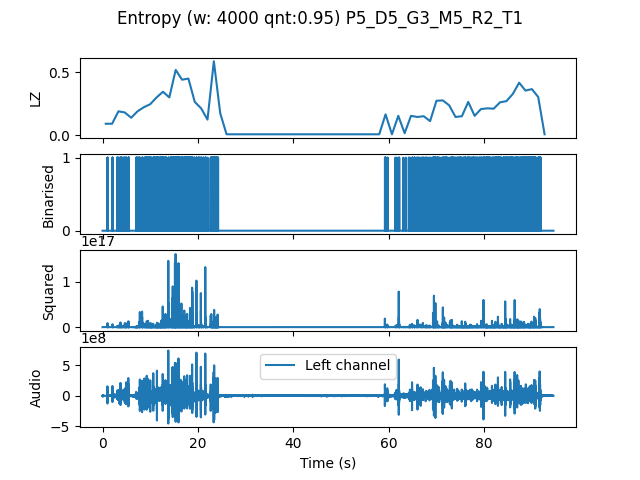 Entropy (w: 4000 qnt:0.95) P5_D5_G3_M5_R2_T1
0.5
0.0
LZ
1
0
Binarised
1e17
1
0
Squared
1e8
5
0
−5
Audio
Left channel
0 20 40 60 80
Time (s)